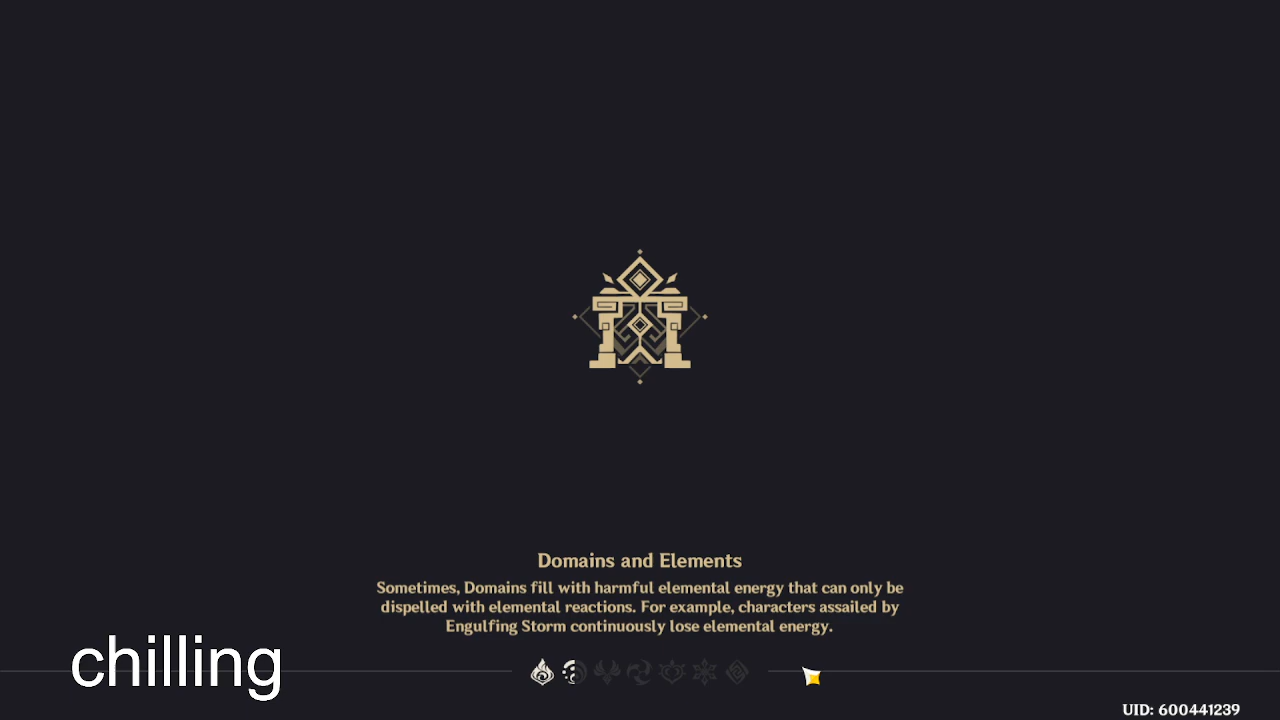 Domains and Elements
Sometimes, Domains fill with harmful elemental energy that can only be
dispelled with elemental reactions. For example, characters assailed by
Engulfing Storm continuously lose elemental energy.
chilling
UID: 600441239